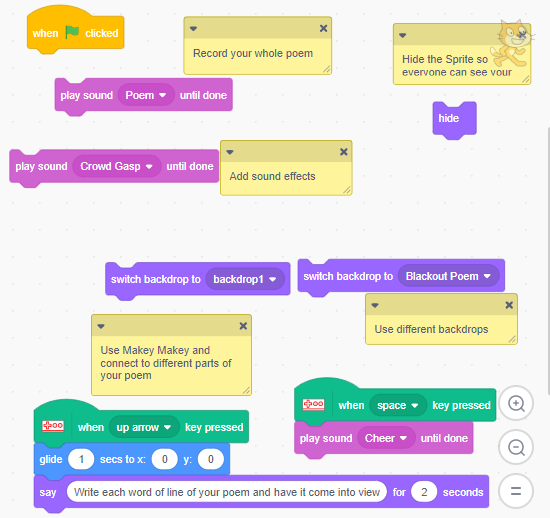 when clicked
Record your whole poem
Hide the Sprite so
everyone can see your
play sound Poem until done
hide
play sound Crowd Gasp until done
Add sound effects
switch backdrop to backdrop1
switch backdrop to Blackout Poem
Use different backdrops
Use Makey Makey and
connect to different parts of
your poem
when up arrow key pressed
glide 1 secs to x: 0 y: 0
say Write each word of line of your poem and have it come into view for 2 seconds
when space key pressed
play sound Cheer until done